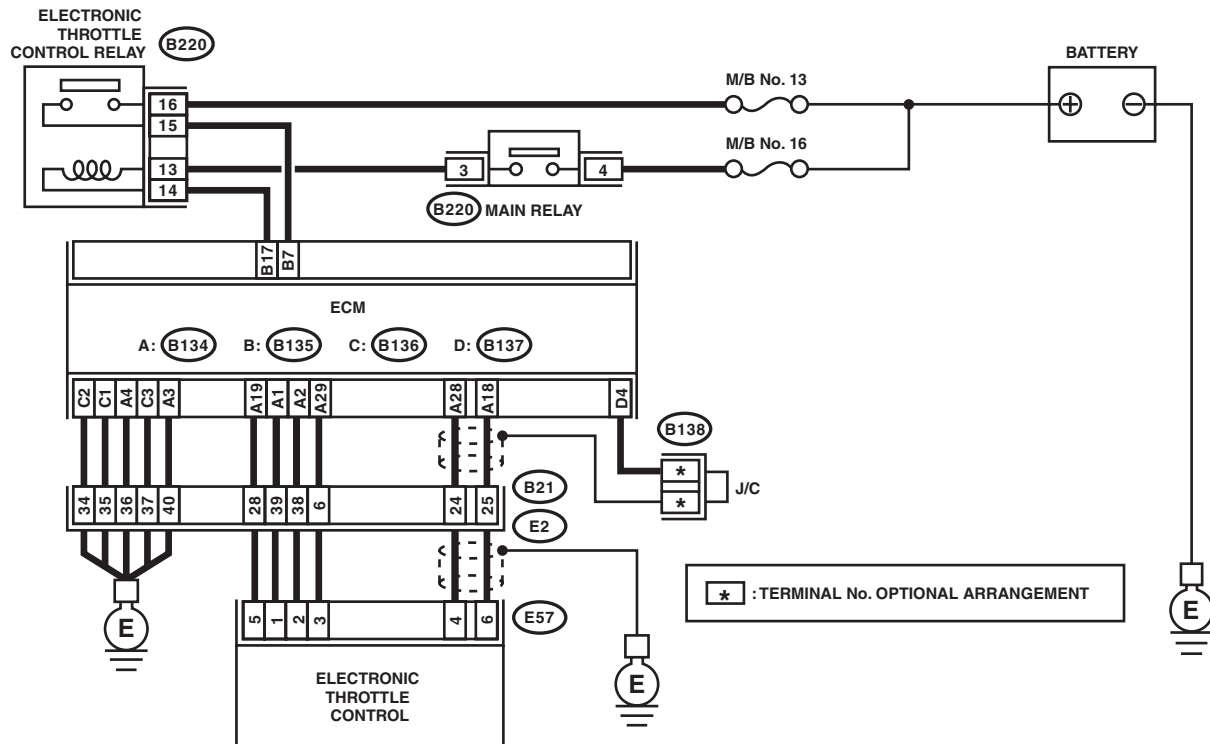 ELECTRONIC
THROTTLE
CONTROL RELAY
B220
BATTERY
M/B No. 13
16
15
M/B No. 16
13
14
3
4
B220 MAIN RELAY
B17
B7
ECM
A: B134 B: B135 C: B136 D: B137
C2
C1
A4
C3
A3
A19
A1
A2
A29
A28
A18
D4
B138
*
*
J/C
34
35
36
37
40
28
39
38
6
24
25
B21
E2
* : TERMINAL No. OPTIONAL ARRANGEMENT
5
1
2
3
4
6
E57
E
E
E
ELECTRONIC
THROTTLE
CONTROL